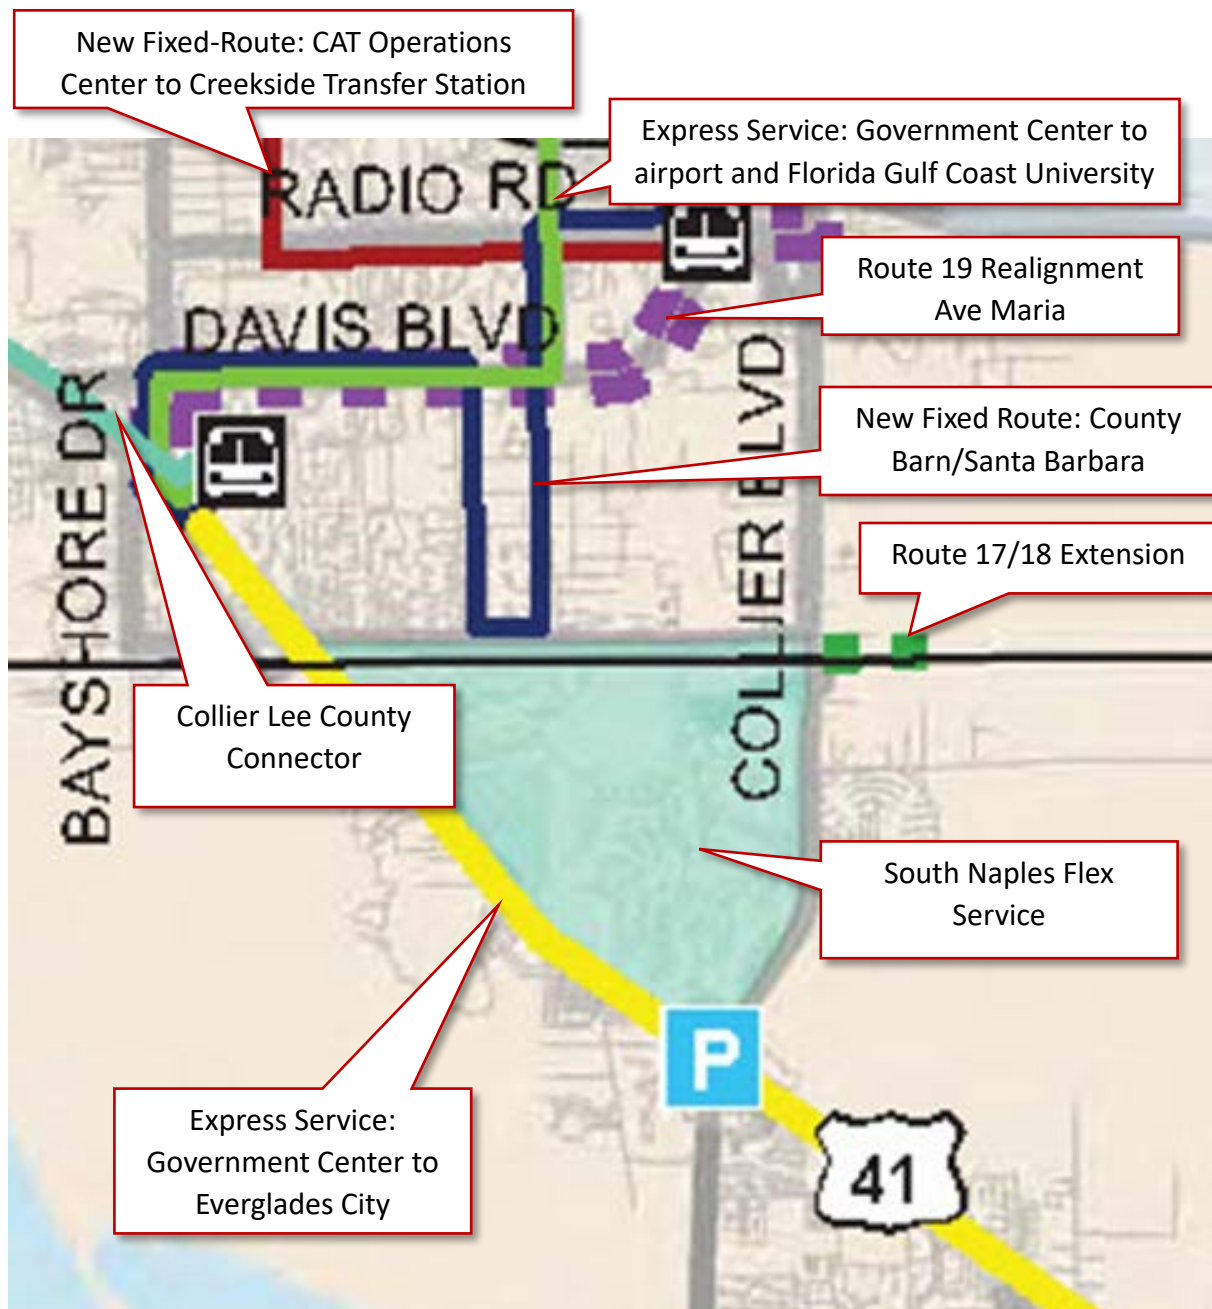 New Fixed-Route: CAT Operations
Center to Creekside Transfer Station
Express Service: Government Center to
airport and Florida Gulf Coast University
RADIO RD
Route 19 Realignment
Ave Maria
DAVIS BLVD
BAYSHORE DR
COLLIER BLVD
New Fixed Route: County
Barn/Santa Barbara
Route 17/18 Extension
Collier Lee County
Connector
South Naples Flex
Service
P
Express Service:
Government Center to
Everglades City
41